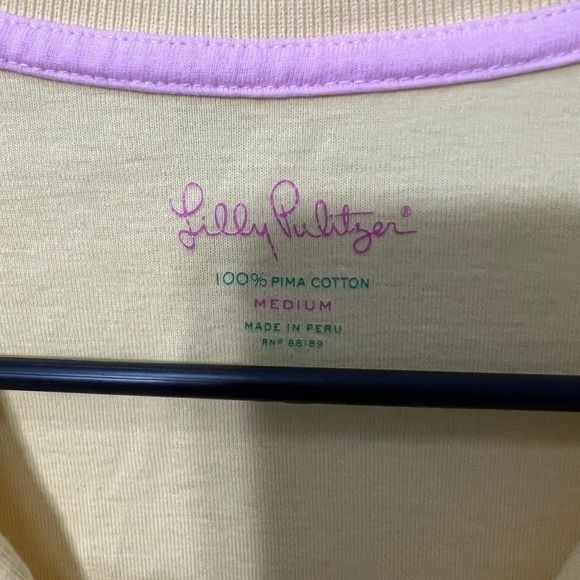 Lilly Pulitzer®
100% PIMA COTTON
MEDIUM
MADE IN PERU
RN# 88189